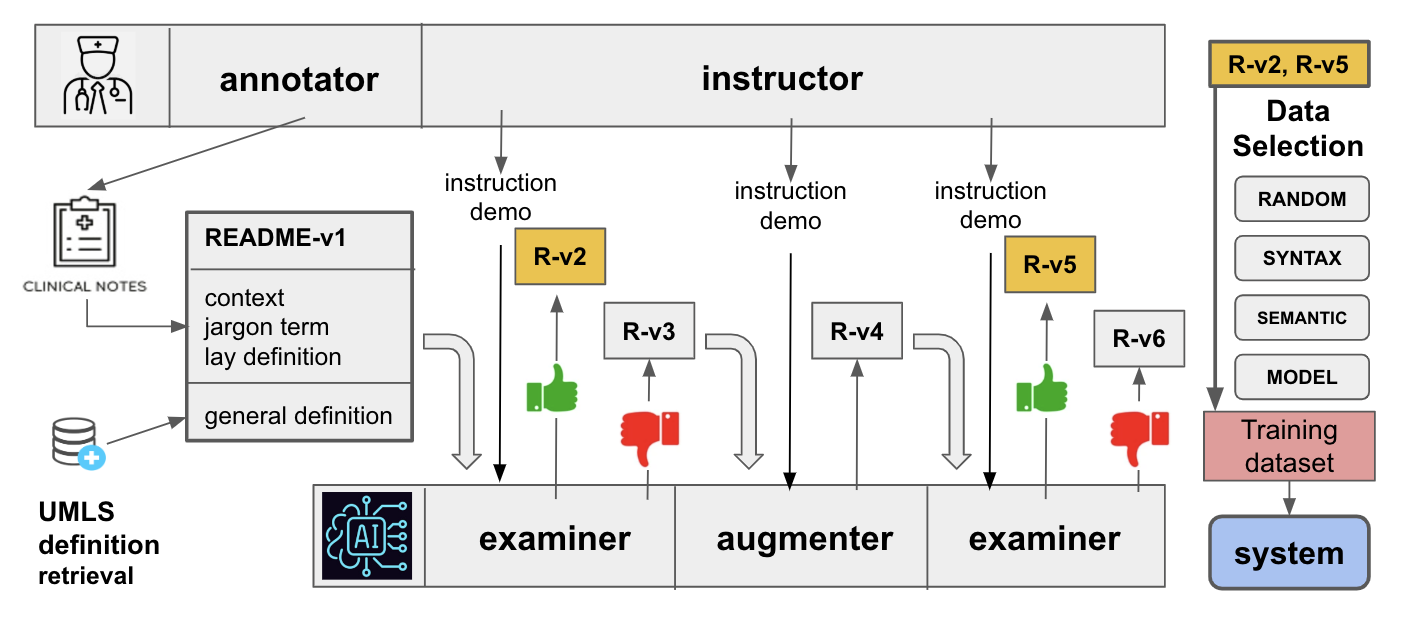 annotator
instructor
R-v2, R-v5
Data
Selection
RANDOM
SYNTAX
SEMANTIC
MODEL
Training
dataset
system
instruction
demo
instruction
demo
instruction
demo
CLINICAL NOTES
README-v1
context
jargon term
lay definition
general definition
UMLS
definition
retrieval
R-v2
R-v3
R-v4
R-v5
R-v6
AI
examiner
augmenter
examiner